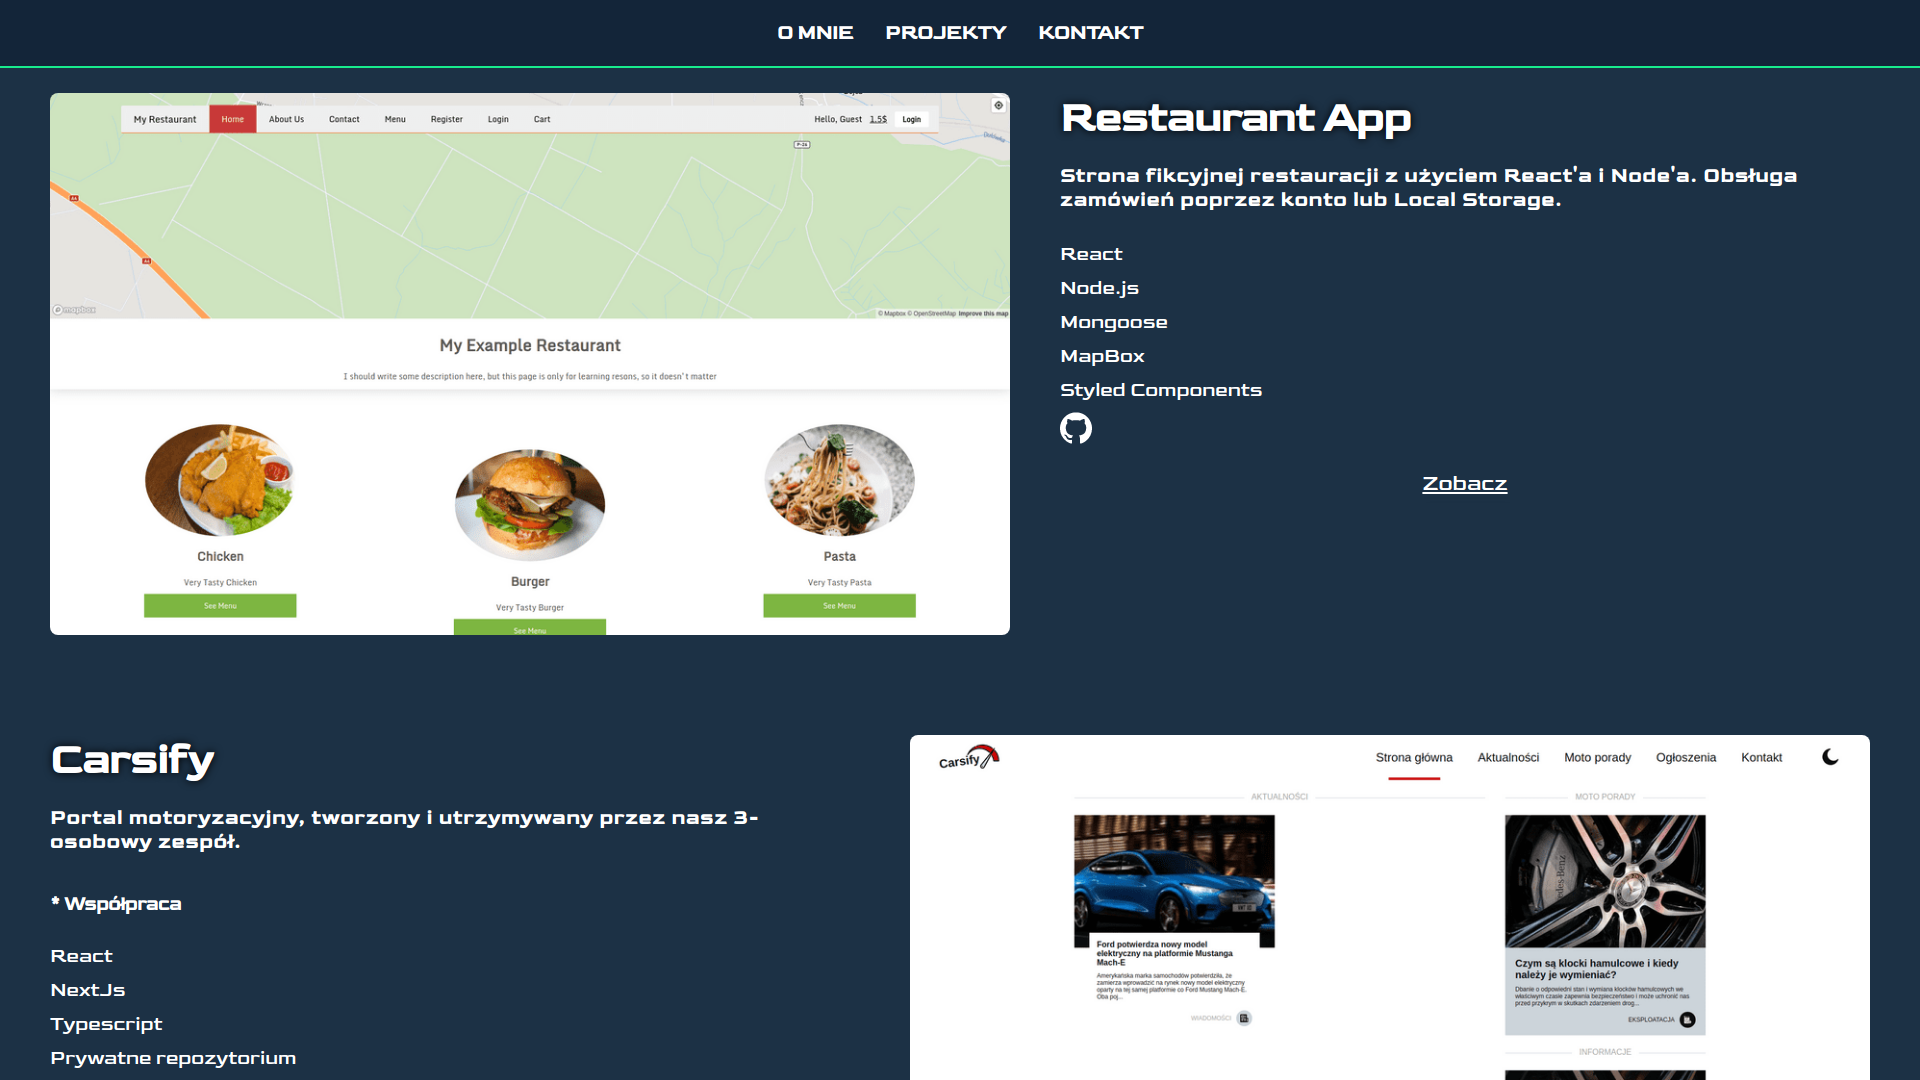 O MNIE PROJEKTY KONTAKT
My Restaurant Home About Us Contact Menu Register Login Cart Hello, Guest 1.5$ Login
mapbox
© Mapbox © OpenStreetMap Improve this map
My Example Restaurant
I should write some description here, but this page is only for learning resons, so it doesn't matter
Chicken
Very Tasty Chicken
See Menu
Burger
Very Tasty Burger
See Menu
Pasta
Very Tasty Pasta
See Menu
Restaurant App
Strona fikcyjnej restauracji z użyciem React'a i Node'a. Obsługa
zamówień poprzez konto lub Local Storage.
React
Node.js
Mongoose
MapBox
Styled Components
Zobacz
Carsify
Portal motoryzacyjny, tworzony i utrzymywany przez nasz 3-
osobowy zespół.
* Współpraca
React
NextJs
Typescript
Prywatne repozytorium
Carsify Strona główna Aktualności Moto porady Ogłoszenia Kontakt
AKTUALNOŚCI
Ford potwierdza nowy model
elektryczny na platformie Mustanga
Mach-E
Amerykańska marka samochodów potwierdziła, że
zamierza wprowadzić na rynek nowy model elektryczny
oparty na tej samej platformie co Ford Mustang Mach-E.
Oba poj...
WIADOMOŚCI
MOTO PORADY
Czym są klocki hamulcowe i kiedy
należy je wymieniać?
Dbanie o odpowiedni stan i wymiana klocków hamulcowych we
właściwym czasie zapewnia bezpieczeństwo i może uchronić nas
przed przykrym w skutkach zdarzeniem drog...
EKSPLOATACJA
INFORMACJE